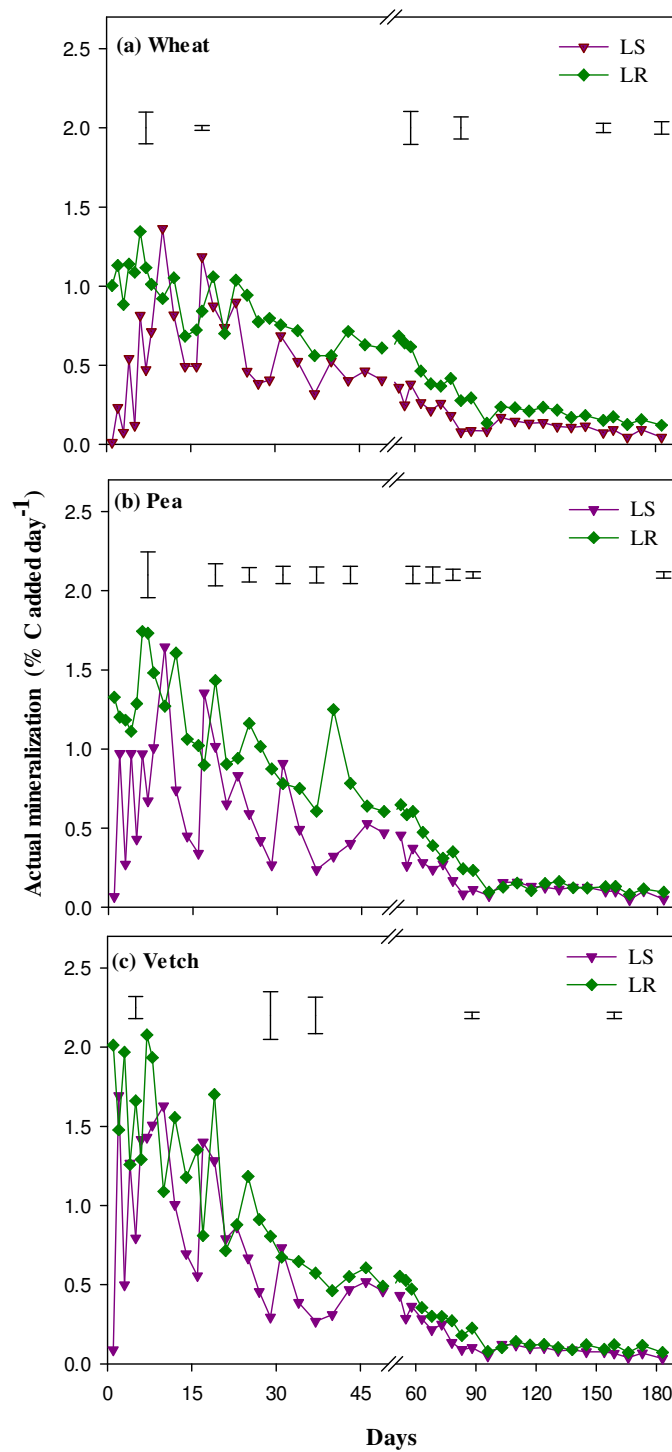 (a) Wheat
LS
LR
2.5
2.0
1.5
1.0
0.5
0.0
(b) Pea
LS
LR
2.5
2.0
1.5
1.0
0.5
0.0
Actual mineralization (% C added day-1)
(c) Vetch
LS
LR
2.5
2.0
1.5
1.0
0.5
0.0
0 15 30 45 60 90 120 150 180
Days